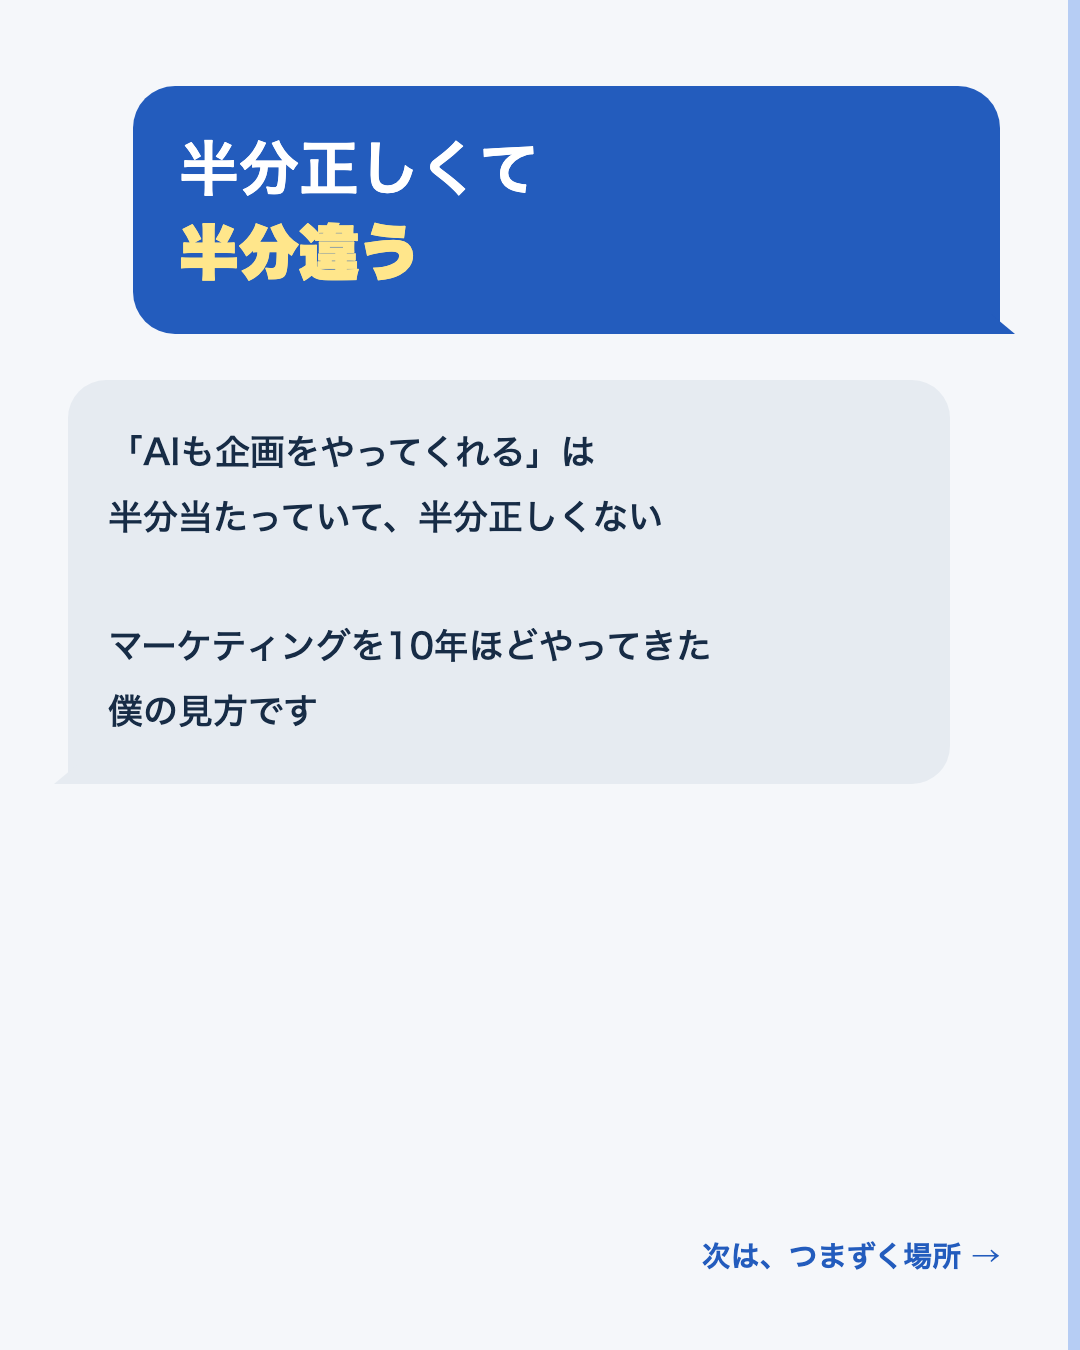 半分正しくて
半分違う
「AIも企画をやってくれる」は
半分当たっていて、半分正しくない
マーケティングを10年ほどやってきた
僕の見方です
次は、つまずく場所 →